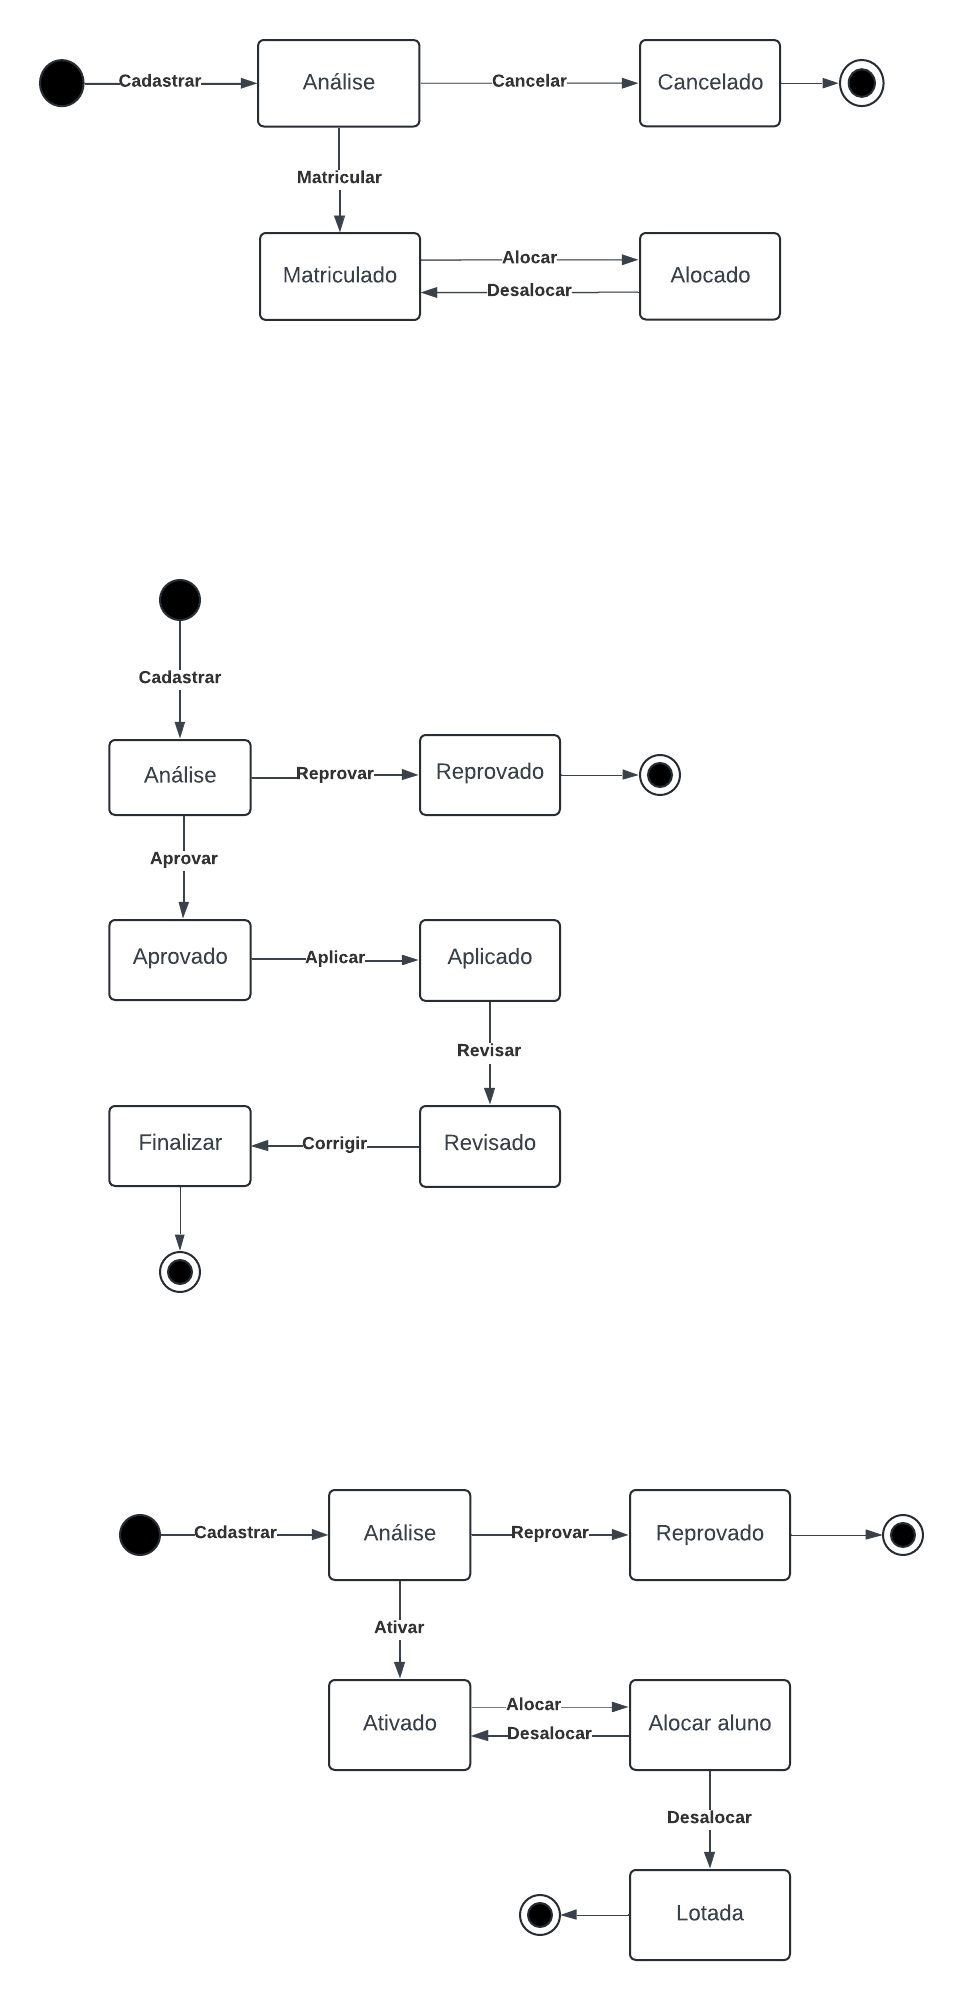 Cadastrar
Análise
Cancelar
Cancelado
Matricular
Matriculado
Alocar
Desalocar
Alocado
Cadastrar
Análise
Reprovar
Reprovado
Aprovar
Aprovado
Aplicar
Aplicado
Revisar
Finalizar
Corrigir
Revisado
Cadastrar
Análise
Reprovar
Reprovado
Ativar
Ativado
Alocar
Desalocar
Alocar aluno
Desalocar
Lotada